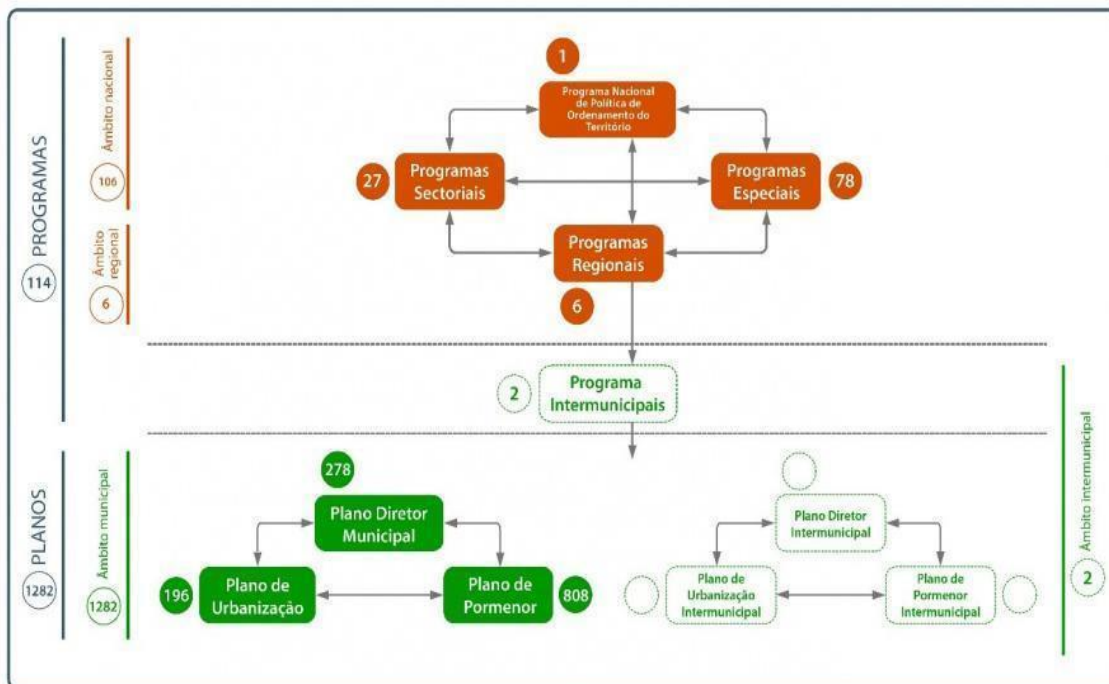 PROGRAMAS
114
Âmbito nacional
106
Âmbito
regional
6
1
Programa Nacional
de Política de
Ordenamento do
Território
27
Programas
Sectoriais
Programas
Especiais
78
Programas
Regionais
6
2
Programa
Intermunicipais
PLANOS
1282
Âmbito municipal
1282
278
Plano Diretor
Municipal
196
Plano de
Urbanização
Plano de
Pormenor
808
Plano Diretor
Intermunicipal
Plano de
Urbanização
Intermunicipal
Plano de
Pormenor
Intermunicipal
Âmbito intermunicipal
2